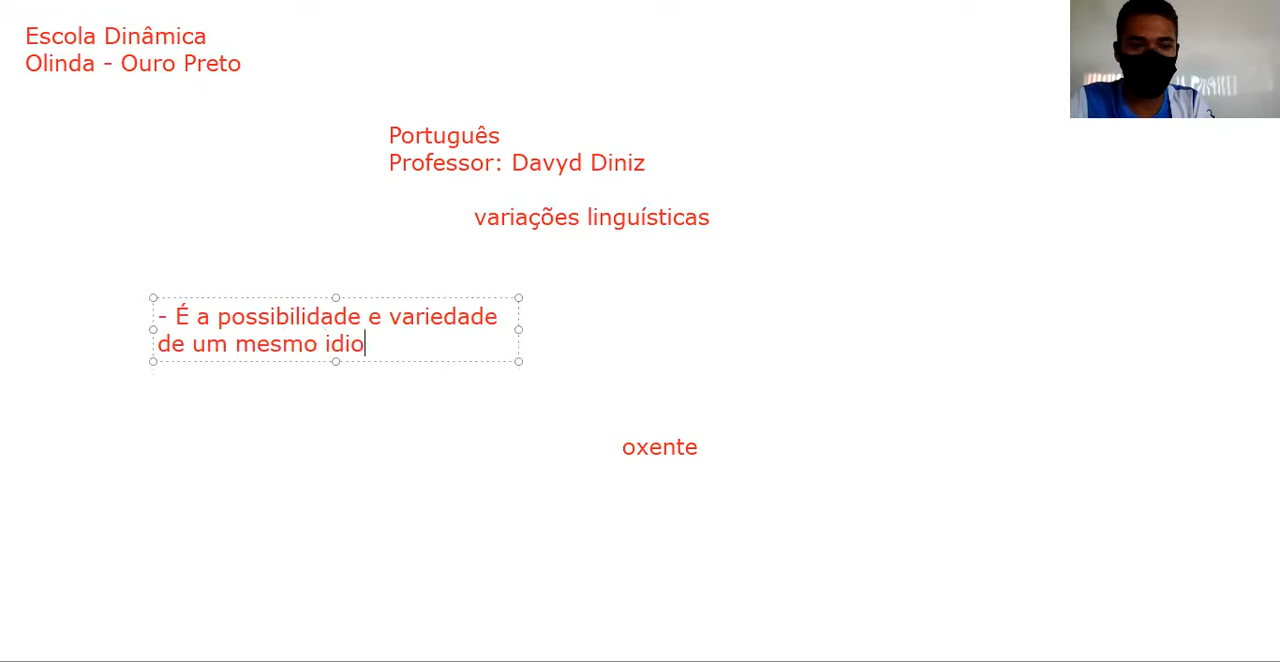 Escola Dinâmica
Olinda - Ouro Preto
Português
Professor: Davyd Diniz
variações linguísticas
- É a possibilidade e variedade
de um mesmo idio
oxente